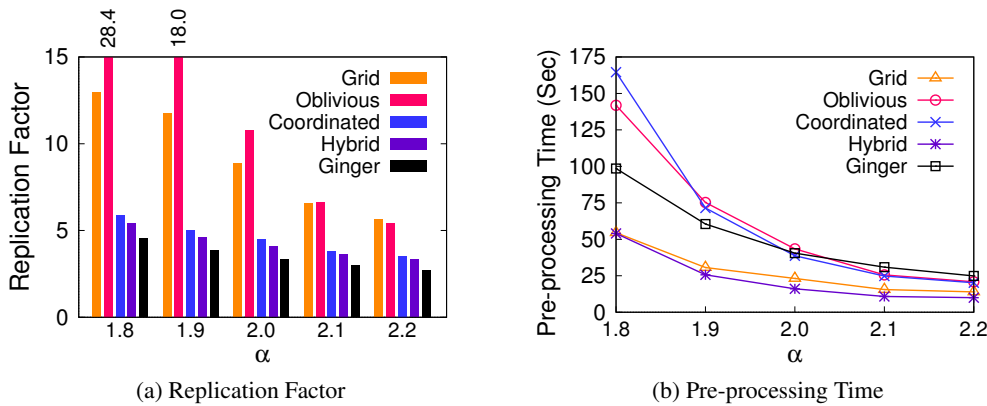 28.4
18.0
Replication Factor
15
10
5
0
Grid
Oblivious
Coordinated
Hybrid
Ginger
1.8 1.9 2.0 2.1 2.2
α
(a) Replication Factor
Pre-processing Time (Sec)
175
150
125
100
75
50
25
0
Grid
Oblivious
Coordinated
Hybrid
Ginger
1.8 1.9 2.0 2.1 2.2
α
(b) Pre-processing Time